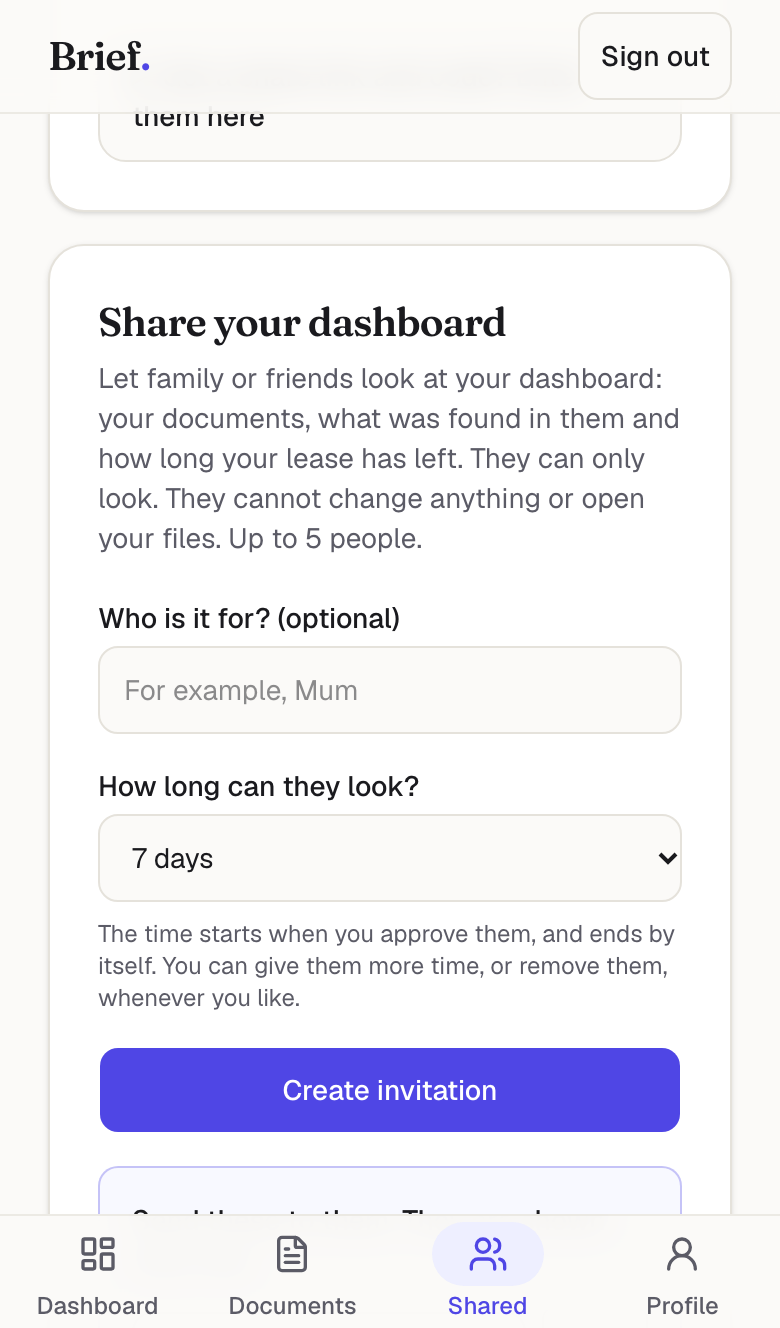 Brief.
Sign out
them here
Share your dashboard
Let family or friends look at your dashboard:
your documents, what was found in them and
how long your lease has left. They can only
look. They cannot change anything or open
your files. Up to 5 people.
Who is it for? (optional)
For example, Mum
How long can they look?
7 days
The time starts when you approve them, and ends by
itself. You can give them more time, or remove them,
whenever you like.
Create invitation
Dashboard
Documents
Shared
Profile